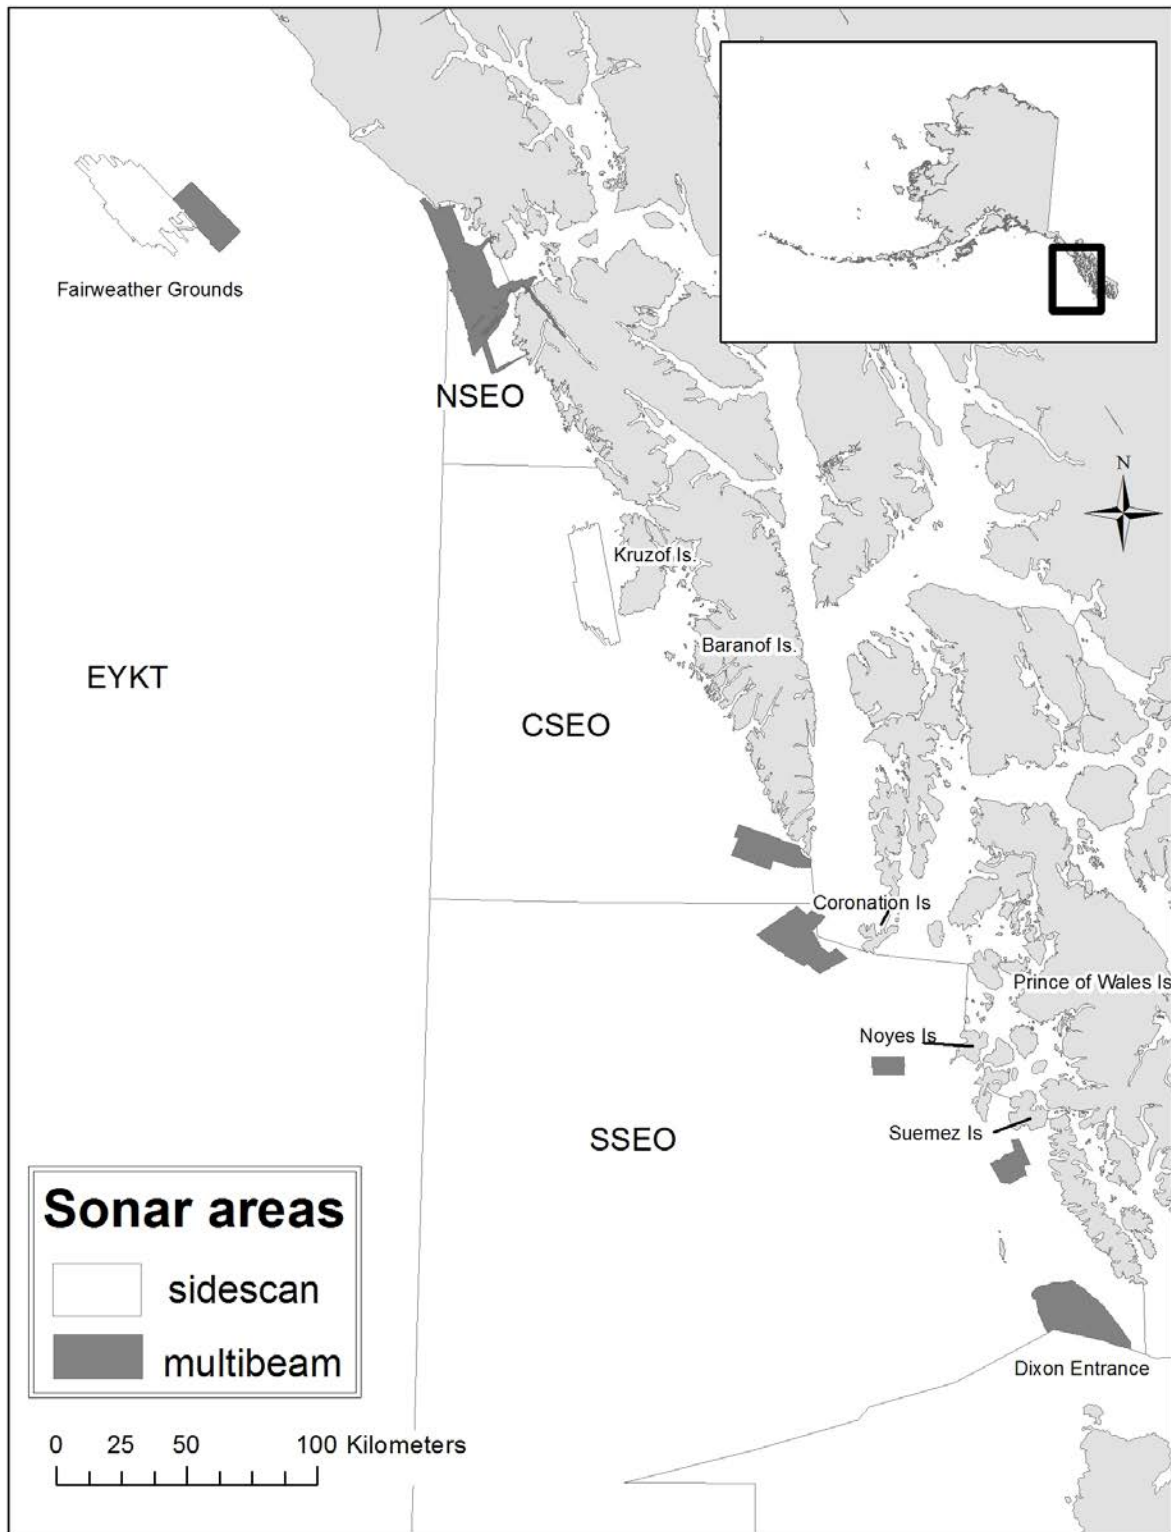 Fairweather Grounds
NSEO
N
Kruzof Is.
Baranof Is.
EYKT
CSEO
Coronation Is
Prince of Wales Is
Noyes Is
Suemez Is
SSEO
Sonar areas
sidescan
multibeam
Dixon Entrance
0 25 50 100 Kilometers